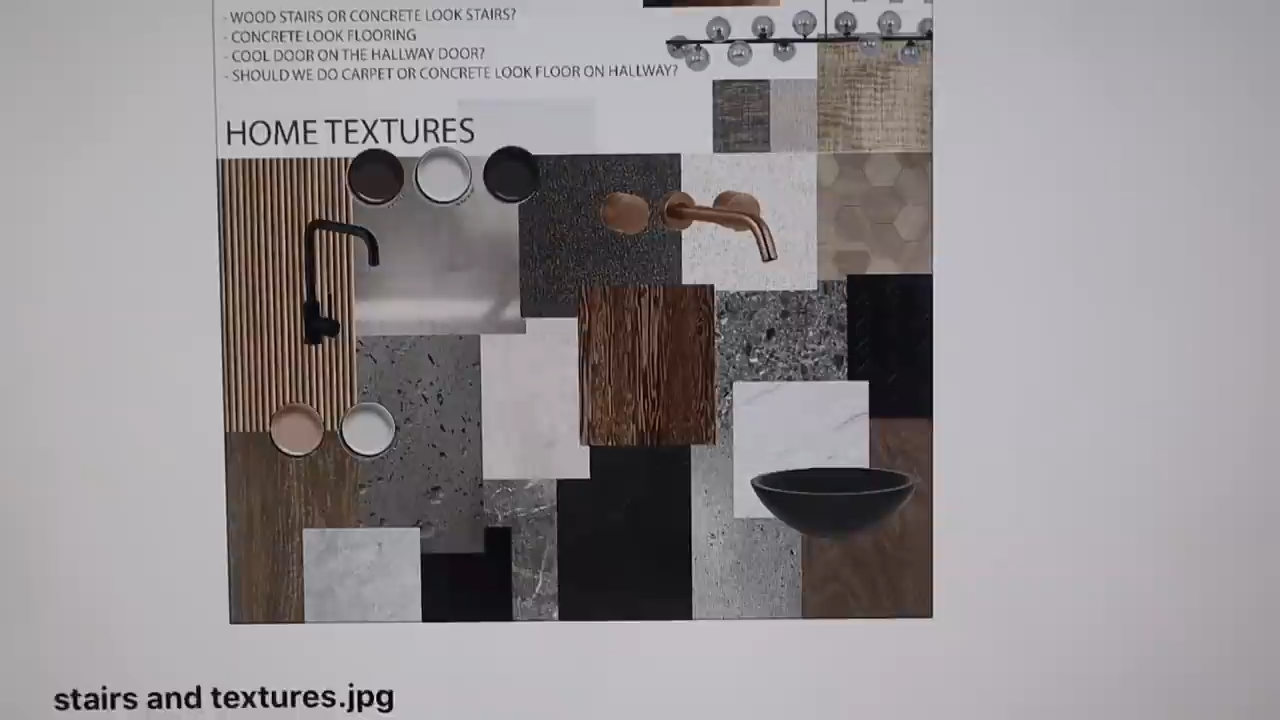 - WOOD STAIRS OR CONCRETE LOOK STAIRS?
- CONCRETE LOOK FLOORING
- COOL DOOR ON THE HALLWAY DOOR?
- SHOULD WE DO CARPET OR CONCRETE LOOK FLOOR ON HALLWAY?
HOME TEXTURES
stairs and textures.jpg